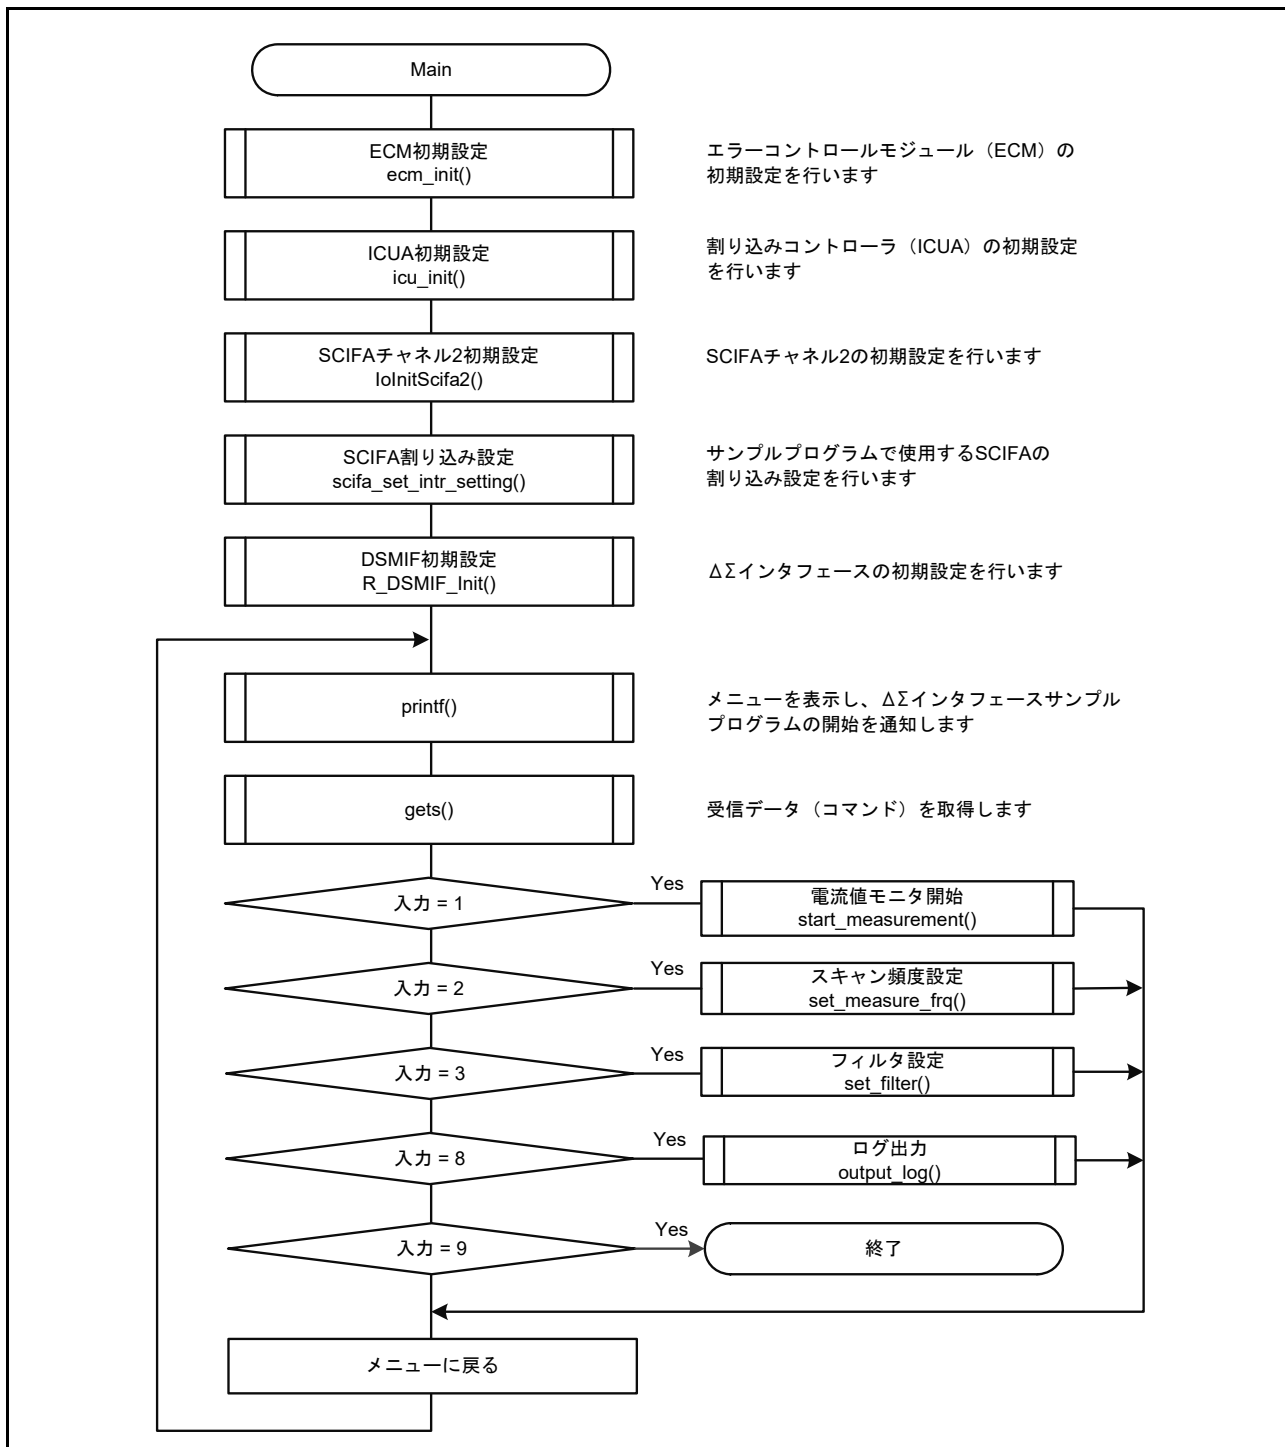 Main
ECM初期設定
ecm_init()
エラーコントロールモジュール（ECM）の
初期設定を行います
ICUA初期設定
icu_init()
割り込みコントローラ（ICUA）の初期設定
を行います
SCIFAチャネル2初期設定
IoInitScifa2()
SCIFAチャネル2の初期設定を行います
SCIFA割り込み設定
scifa_set_intr_setting()
サンプルプログラムで使用するSCIFAの
割り込み設定を行います
DSMIF初期設定
R_DSMIF_Init()
ΔΣインタフェースの初期設定を行います
printf()
メニューを表示し、ΔΣインタフェースサンプル
プログラムの開始を通知します
gets()
受信データ（コマンド）を取得します
入力 = 1
Yes
電流値モニタ開始
start_measurement()
入力 = 2
Yes
スキャン頻度設定
set_measure_frq()
入力 = 3
Yes
フィルタ設定
set_filter()
入力 = 8
Yes
ログ出力
output_log()
入力 = 9
Yes
終了
メニューに戻る